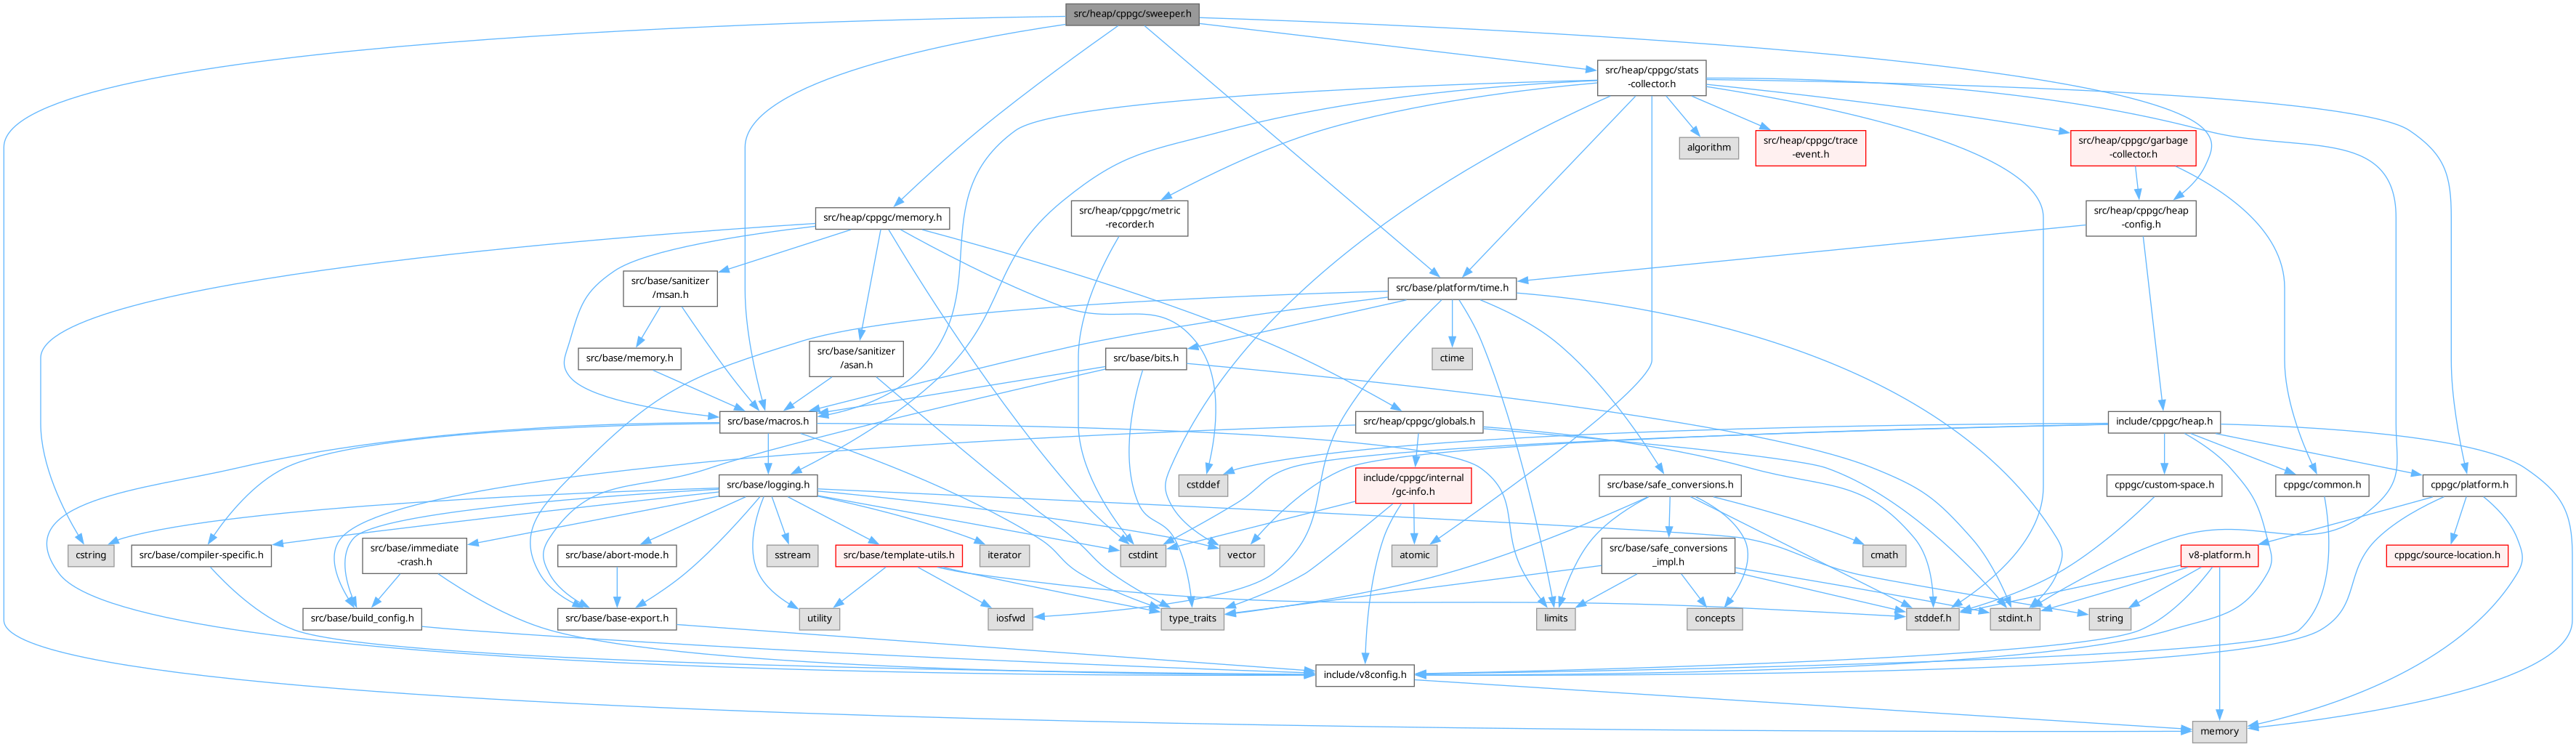 src/heap/cppgc/sweeper.h
src/heap/cppgc/stats
-collector.h
algorithm
src/heap/cppgc/trace
-event.h
src/heap/cppgc/garbage
-collector.h
src/heap/cppgc/memory.h
src/heap/cppgc/metric
-recorder.h
src/heap/cppgc/heap
-config.h
src/base/sanitizer
/msan.h
src/base/platform/time.h
src/base/memory.h
src/base/sanitizer
/asan.h
src/base/bits.h
ctime
src/base/macros.h
src/heap/cppgc/globals.h
include/cppgc/heap.h
src/base/logging.h
cstddef
include/cppgc/internal
/gc-info.h
src/base/safe_conversions.h
cppgc/custom-space.h
cppgc/common.h
cppgc/platform.h
cstring
src/base/compiler-specific.h
src/base/immediate
-crash.h
src/base/abort-mode.h
sstream
src/base/template-utils.h
iterator
cstdint
vector
atomic
src/base/safe_conversions
_impl.h
cmath
v8-platform.h
cppgc/source-location.h
src/base/build_config.h
src/base/base-export.h
utility
iosfwd
type_traits
limits
concepts
stddef.h
stdint.h
string
include/v8config.h
memory